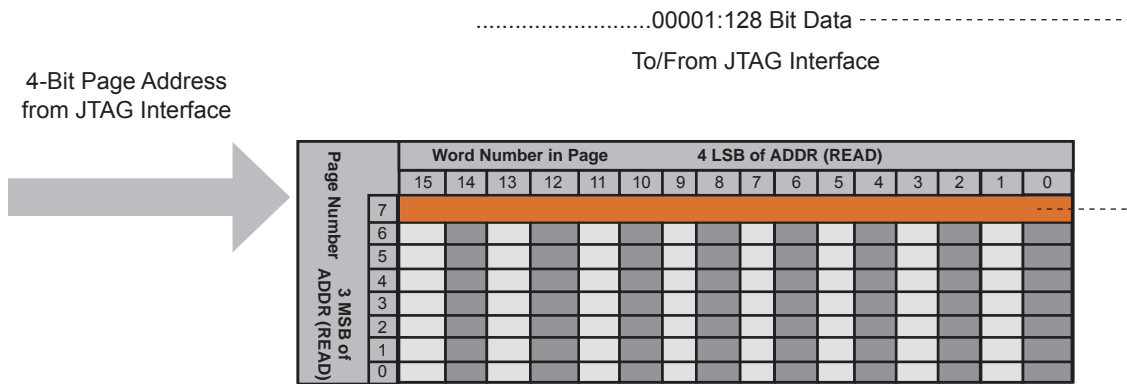 ...........................00001:128 Bit Data
To/From JTAG Interface
4-Bit Page Address
from JTAG Interface
Page Number
3 MSB of
ADDR (READ)
Word Number in Page 4 LSB of ADDR (READ)
15 14 13 12 11 10 9 8 7 6 5 4 3 2 1 0
7
6
5
4
3
2
1
0